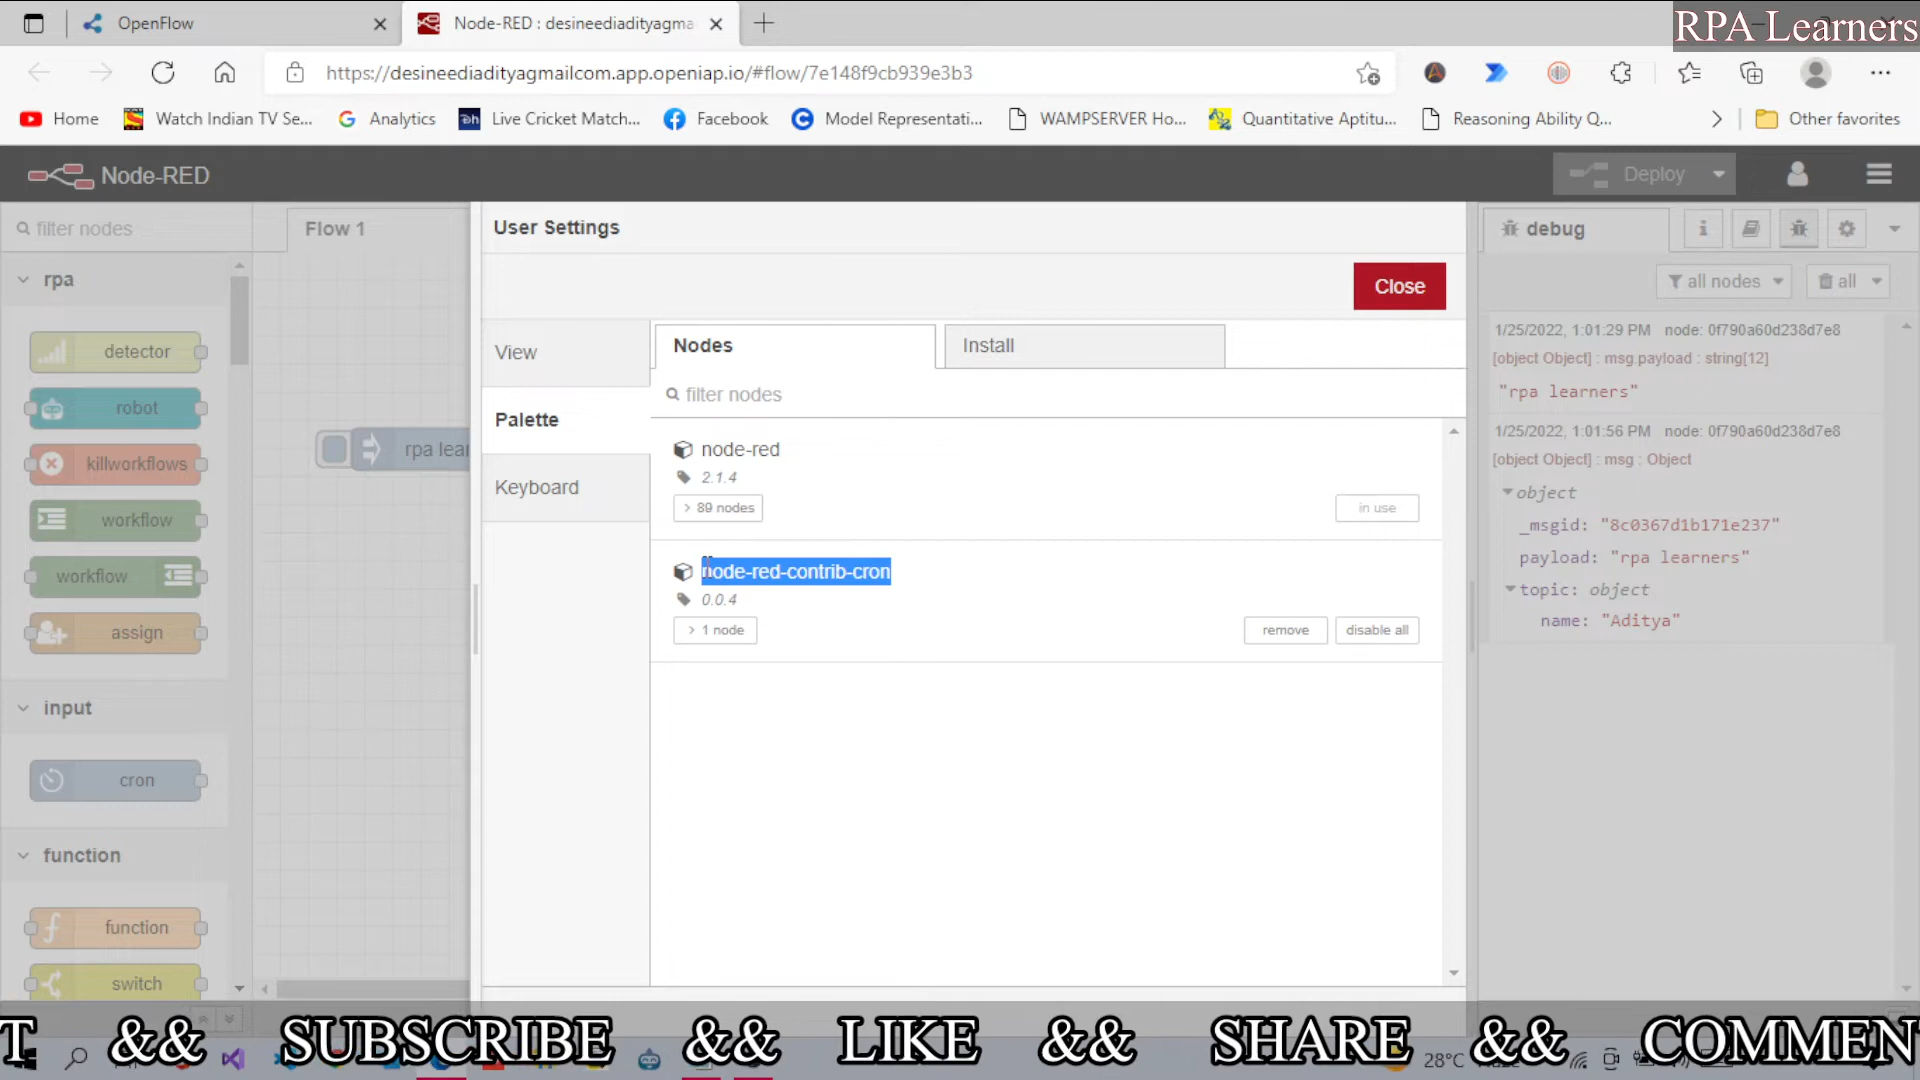 OpenFlow
Node-RED : desineediadityagma
RPA Learners
https://desineediadityagmailcom.app.openiap.io/#flow/7e148f9cb939e3b3
Home
Watch Indian TV Se...
Analytics
Live Cricket Match...
Facebook
Model Representati...
WAMPSERVER Ho...
Quantitative Aptitu...
Reasoning Ability Q...
Other favorites
Node-RED
Deploy
filter nodes
Flow 1
User Settings
debug
Close
all nodes
all
rpa
detector
robot
killworkflows
workflow
workflow
assign
input
cron
function
function
switch
rpa lear
View
Palette
Keyboard
Nodes
Install
filter nodes
node-red
2.1.4
89 nodes
in use
node-red-contrib-cron
0.0.4
1 node
remove
disable all
1/25/2022, 1:01:29 PM node: 0f790a60d238d7e8
[object Object] : msg.payload : string[12]
"rpa learners"
1/25/2022, 1:01:56 PM node: 0f790a60d238d7e8
[object Object] : msg : Object
object
_msgid: "8c0367d1b171e237"
payload: "rpa learners"
topic: object
name: "Aditya"
T && SUBSCRIBE && LIKE && SHARE && COMMEN
28°C